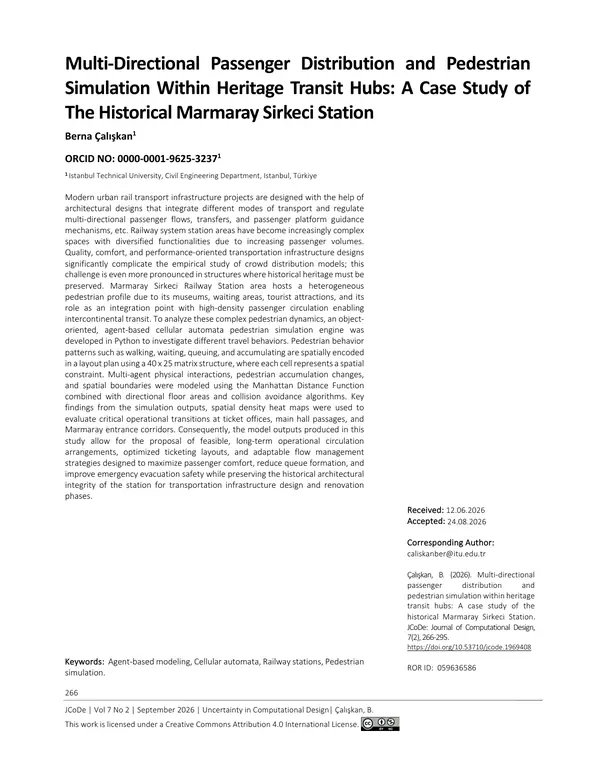 Multi-Directional Passenger Distribution and Pedestrian
Simulation Within Heritage Transit Hubs: A Case Study of
The Historical Marmaray Sirkeci Station
Berna Çalışkan¹
ORCID NO: 0000-0001-9625-3237¹
¹ Istanbul Technical University, Civil Engineering Department, Istanbul, Türkiye
Modern urban rail transport infrastructure projects are designed with the help of
architectural designs that integrate different modes of transport and regulate
multi-directional passenger flows, transfers, and passenger platform guidance
mechanisms, etc. Railway system station areas have become increasingly complex
spaces with diversified functionalities due to increasing passenger volumes.
Quality, comfort, and performance-oriented transportation infrastructure designs
significantly complicate the empirical study of crowd distribution models; this
challenge is even more pronounced in structures where historical heritage must be
preserved. Marmaray Sirkeci Railway Station area hosts a heterogeneous
pedestrian profile due to its museums, waiting areas, tourist attractions, and its
role as an integration point with high-density passenger circulation enabling
intercontinental transit. To analyze these complex pedestrian dynamics, an object-
oriented, agent-based cellular automata pedestrian simulation engine was
developed in Python to investigate different travel behaviors. Pedestrian behavior
patterns such as walking, waiting, queuing, and accumulating are spatially encoded
in a layout plan using a 40 x 25 matrix structure, where each cell represents a spatial
constraint. Multi-agent physical interactions, pedestrian accumulation changes,
and spatial boundaries were modeled using the Manhattan Distance Function
combined with directional floor areas and collision avoidance algorithms. Key
findings from the simulation outputs, spatial density heat maps were used to
evaluate critical operational transitions at ticket offices, main hall passages, and
Marmaray entrance corridors. Consequently, the model outputs produced in this
study allow for the proposal of feasible, long-term operational circulation
arrangements, optimized ticketing layouts, and adaptable flow management
strategies designed to maximize passenger comfort, reduce queue formation, and
improve emergency evacuation safety while preserving the historical architectural
integrity of the station for transportation infrastructure design and renovation
phases.
Received: 12.06.2026
Accepted: 24.08.2026
Corresponding Author:
caliskanber@itu.edu.tr
Çalışkan, B. (2026). Multi-directional
passenger distribution and
pedestrian simulation within heritage
transit hubs: A case study of the
historical Marmaray Sirkeci Station.
JCoDe: Journal of Computational Design,
7(2), 266-295.
https://doi.org/10.53710/jcode.1969408
ROR ID: 059636586
Keywords: Agent-based modeling, Cellular automata, Railway stations, Pedestrian
simulation.
266
JCoDe | Vol 7 No 2 | September 2026 | Uncertainty in Computational Design| Çalışkan, B.
This work is licensed under a Creative Commons Attribution 4.0 International License.